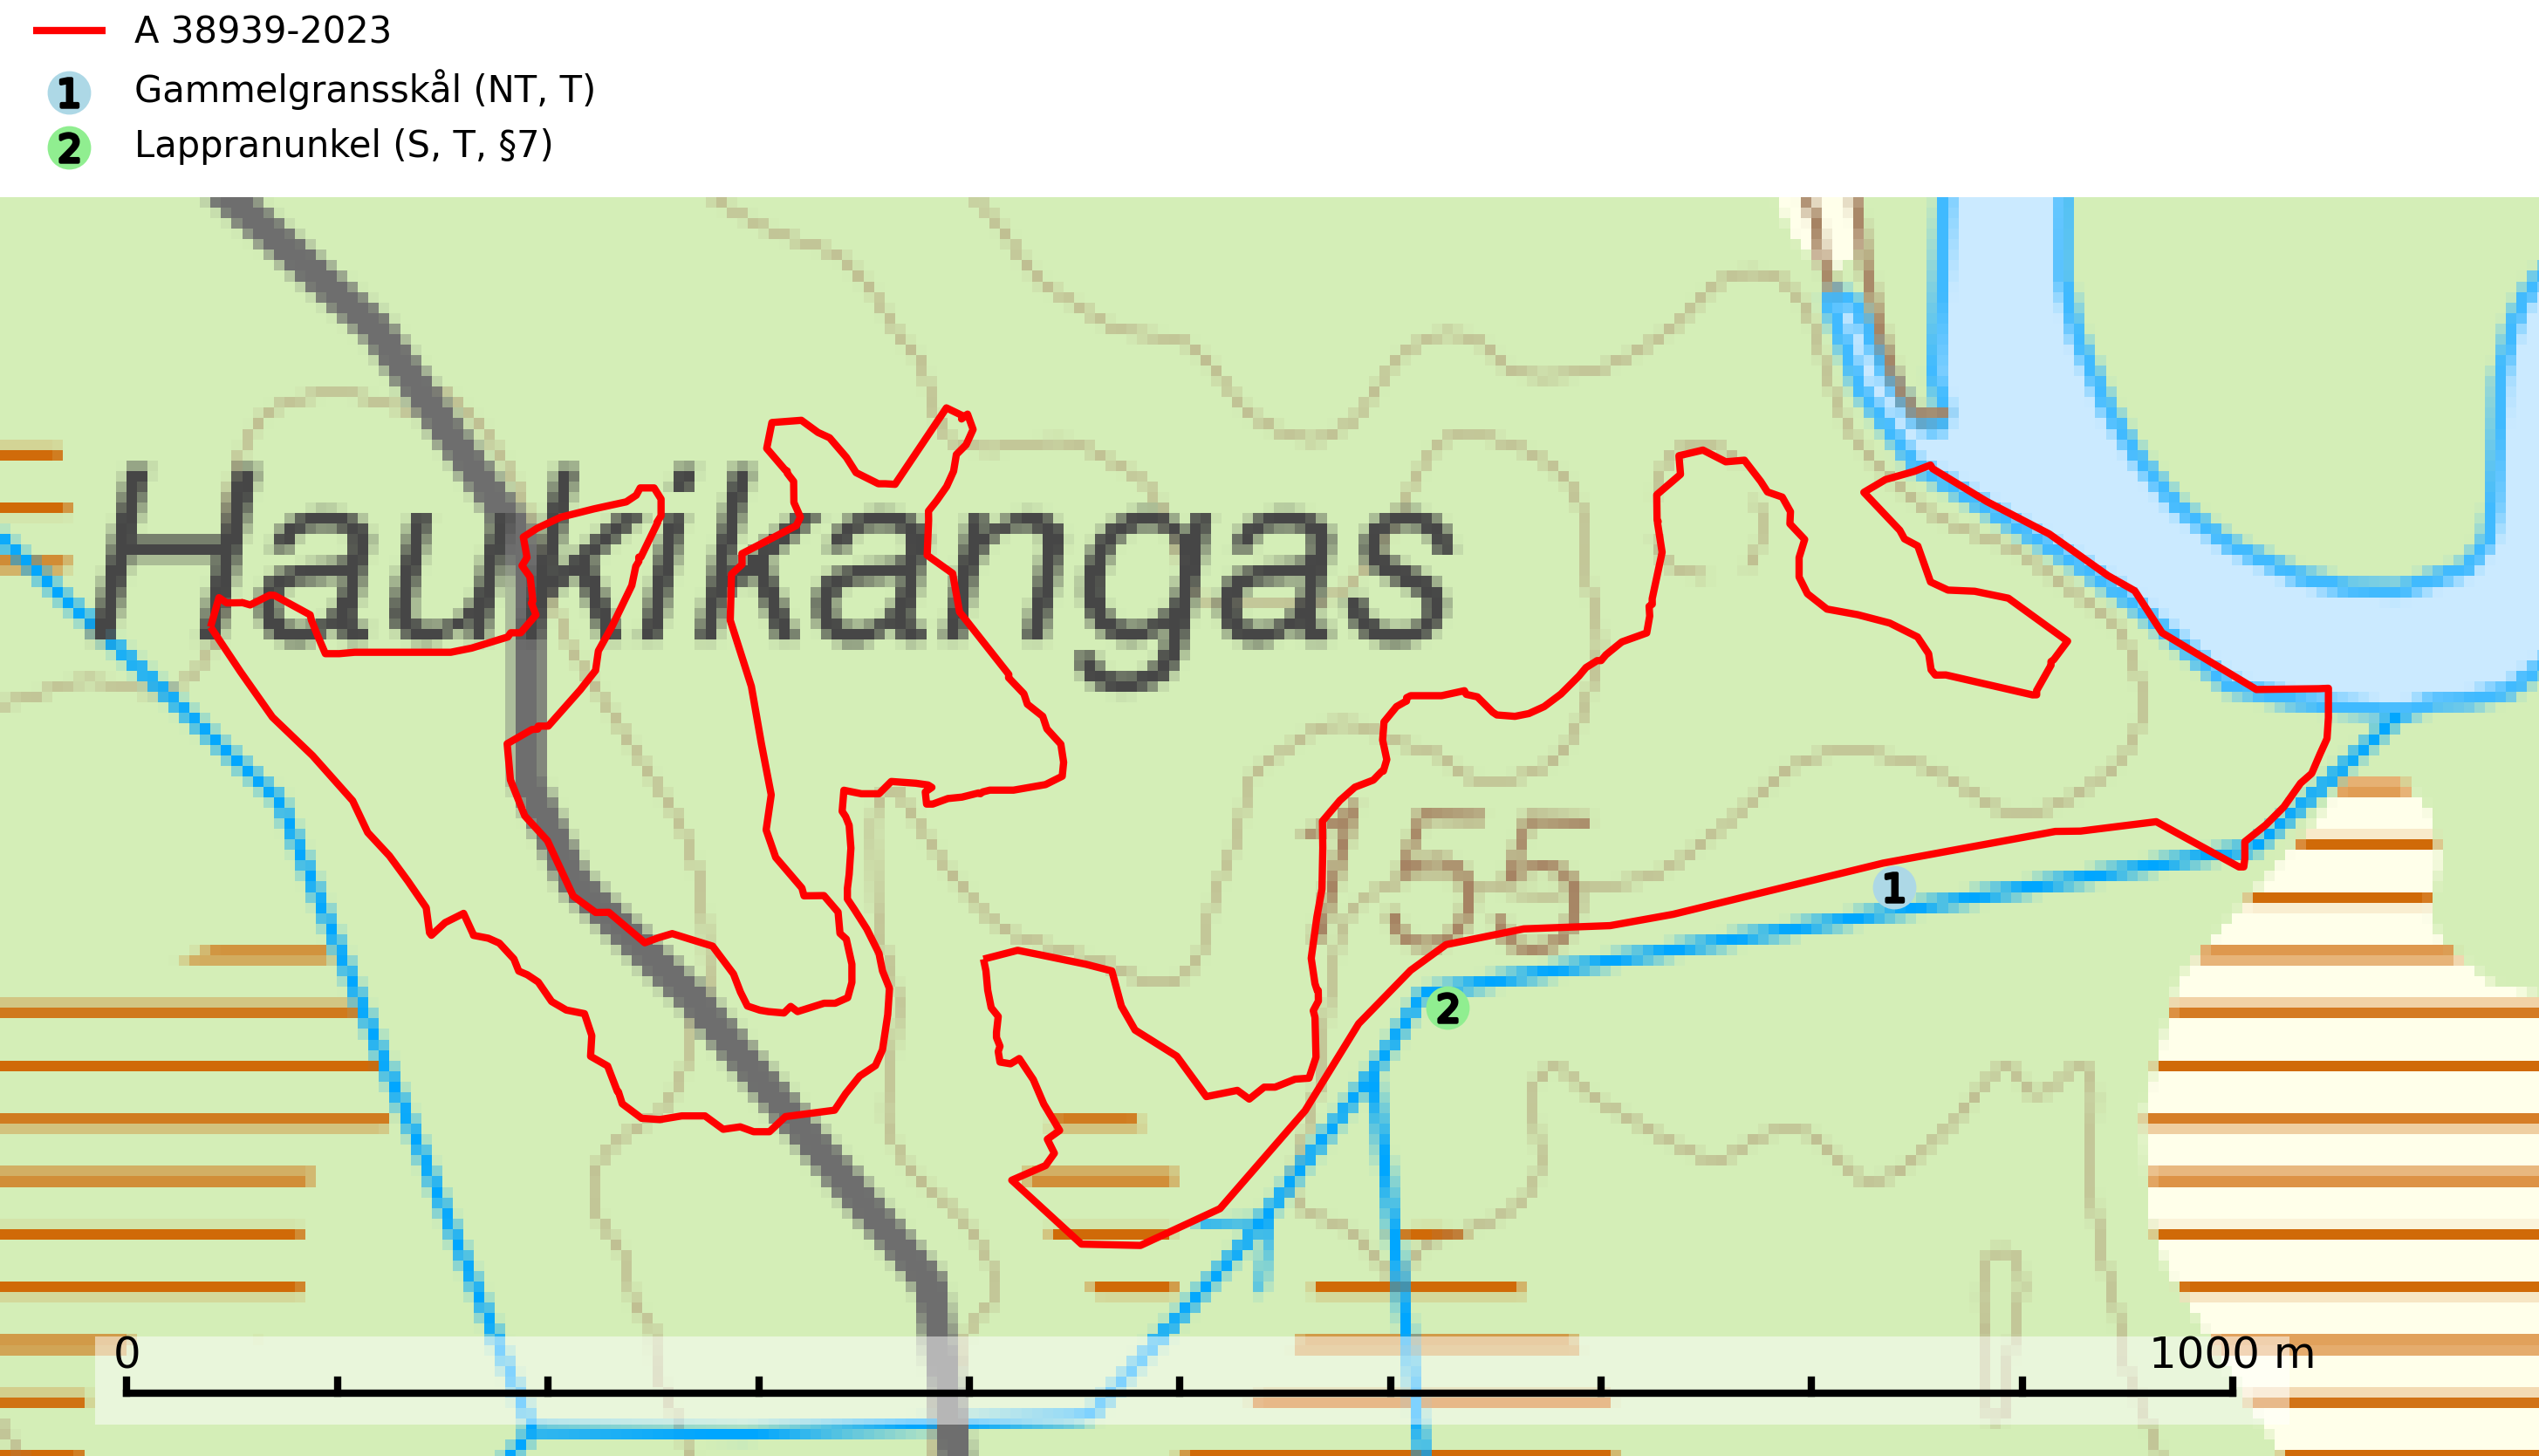 A 38939-2023
1 Gammelgransskål (NT, T)
2 Lappranunkel (S, T, §7)
Haukikangas
155
1
2
0 1000 m